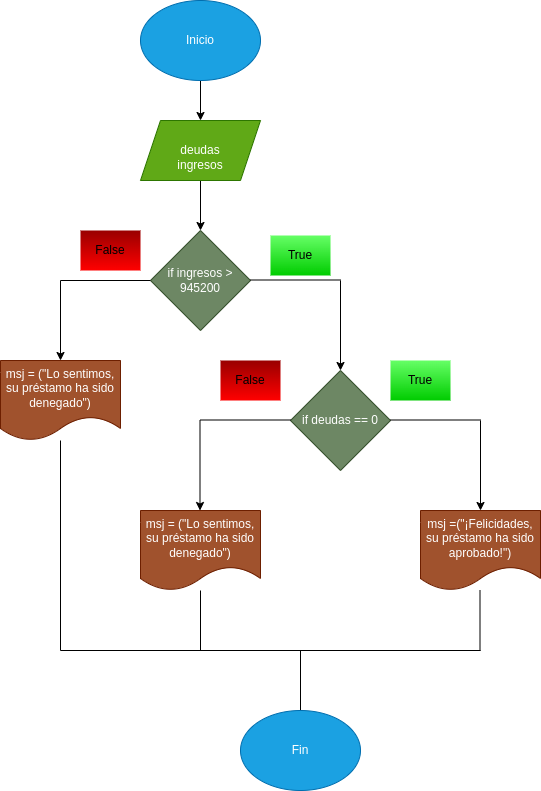 Inicio
deudas
ingresos
False
if ingresos >
945200
True
msj = ("Lo sentimos,
su préstamo ha sido
denegado")
False
if deudas == 0
True
msj = ("Lo sentimos,
su préstamo ha sido
denegado")
msj =("¡Felicidades,
su préstamo ha sido
aprobado!")
Fin